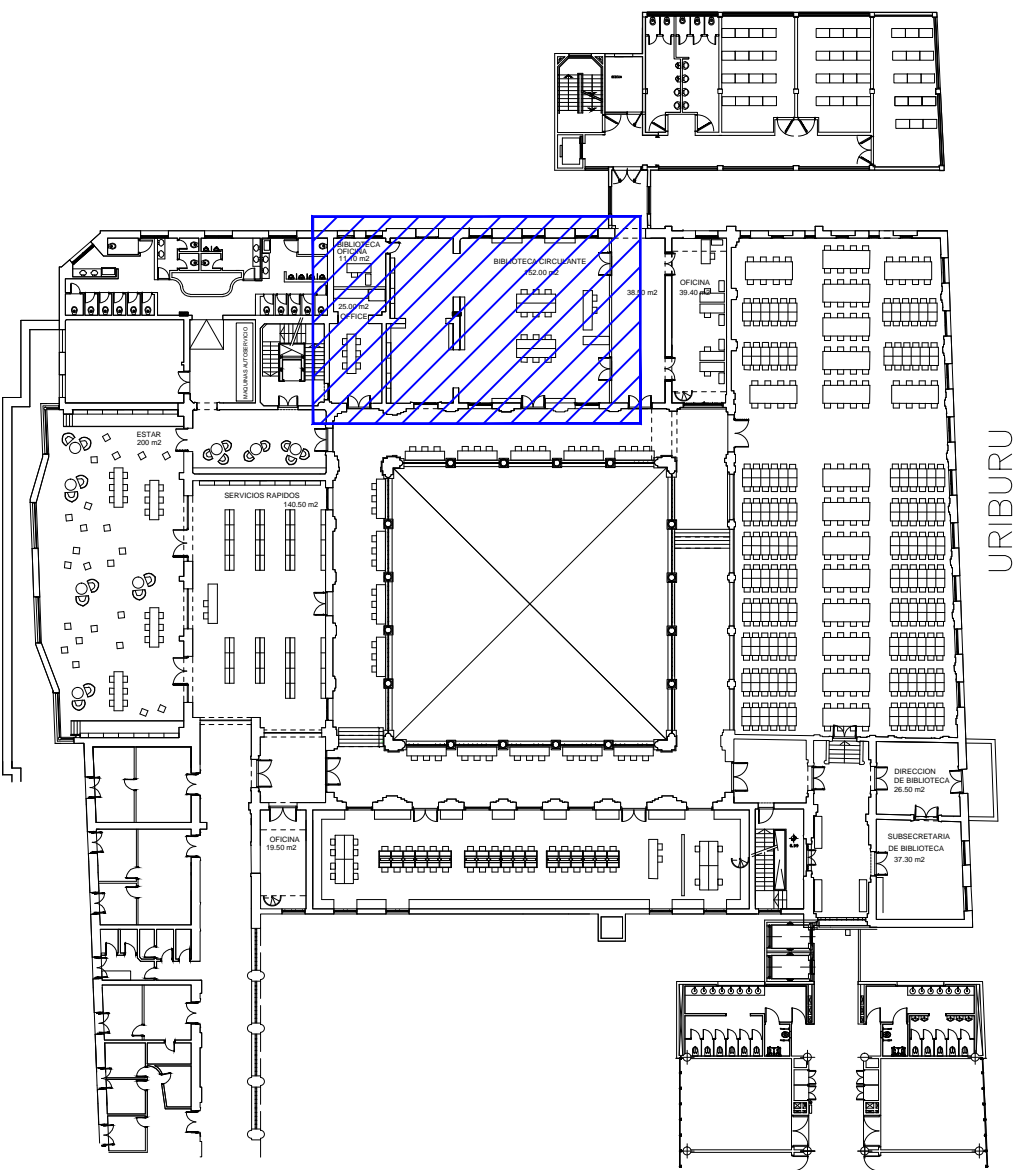 BIBLIOTECA
OFICINA
11.10 m2
25.00 m2
OFFICE
BIBLIOTECA CIRCULANTE
152.00 m2
OFICINA
39.40 m2
MAQUINAS AUTOSERVICIO
ESTAR
200 m2
SERVICIOS RAPIDOS
140.50 m2
URIBURU
DIRECCION
DE BIBLIOTECA
26.50 m2
OFICINA
19.50 m2
SUBSECRETARIA
DE BIBLIOTECA
37.30 m2